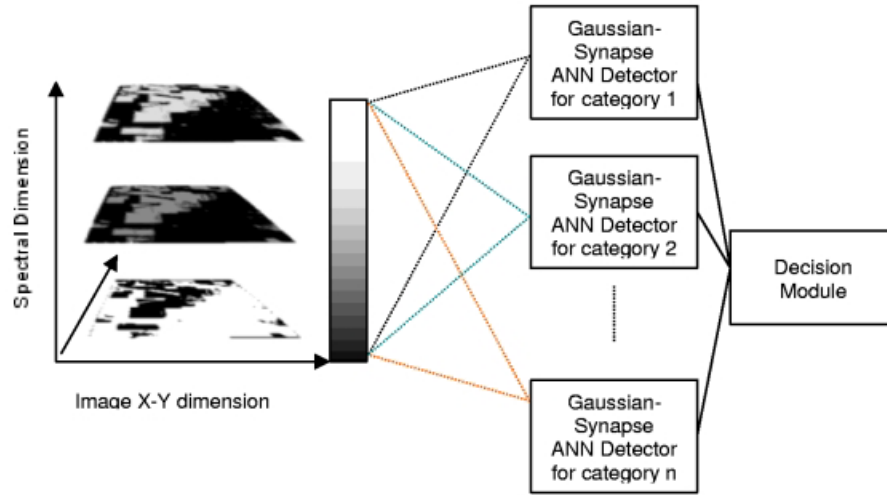 Spectral Dimension
Image X-Y dimension
Gaussian-
Synapse
ANN Detector
for category 1
Gaussian-
Synapse
ANN Detector
for category 2
Gaussian-
Synapse
ANN Detector
for category n
Decision
Module